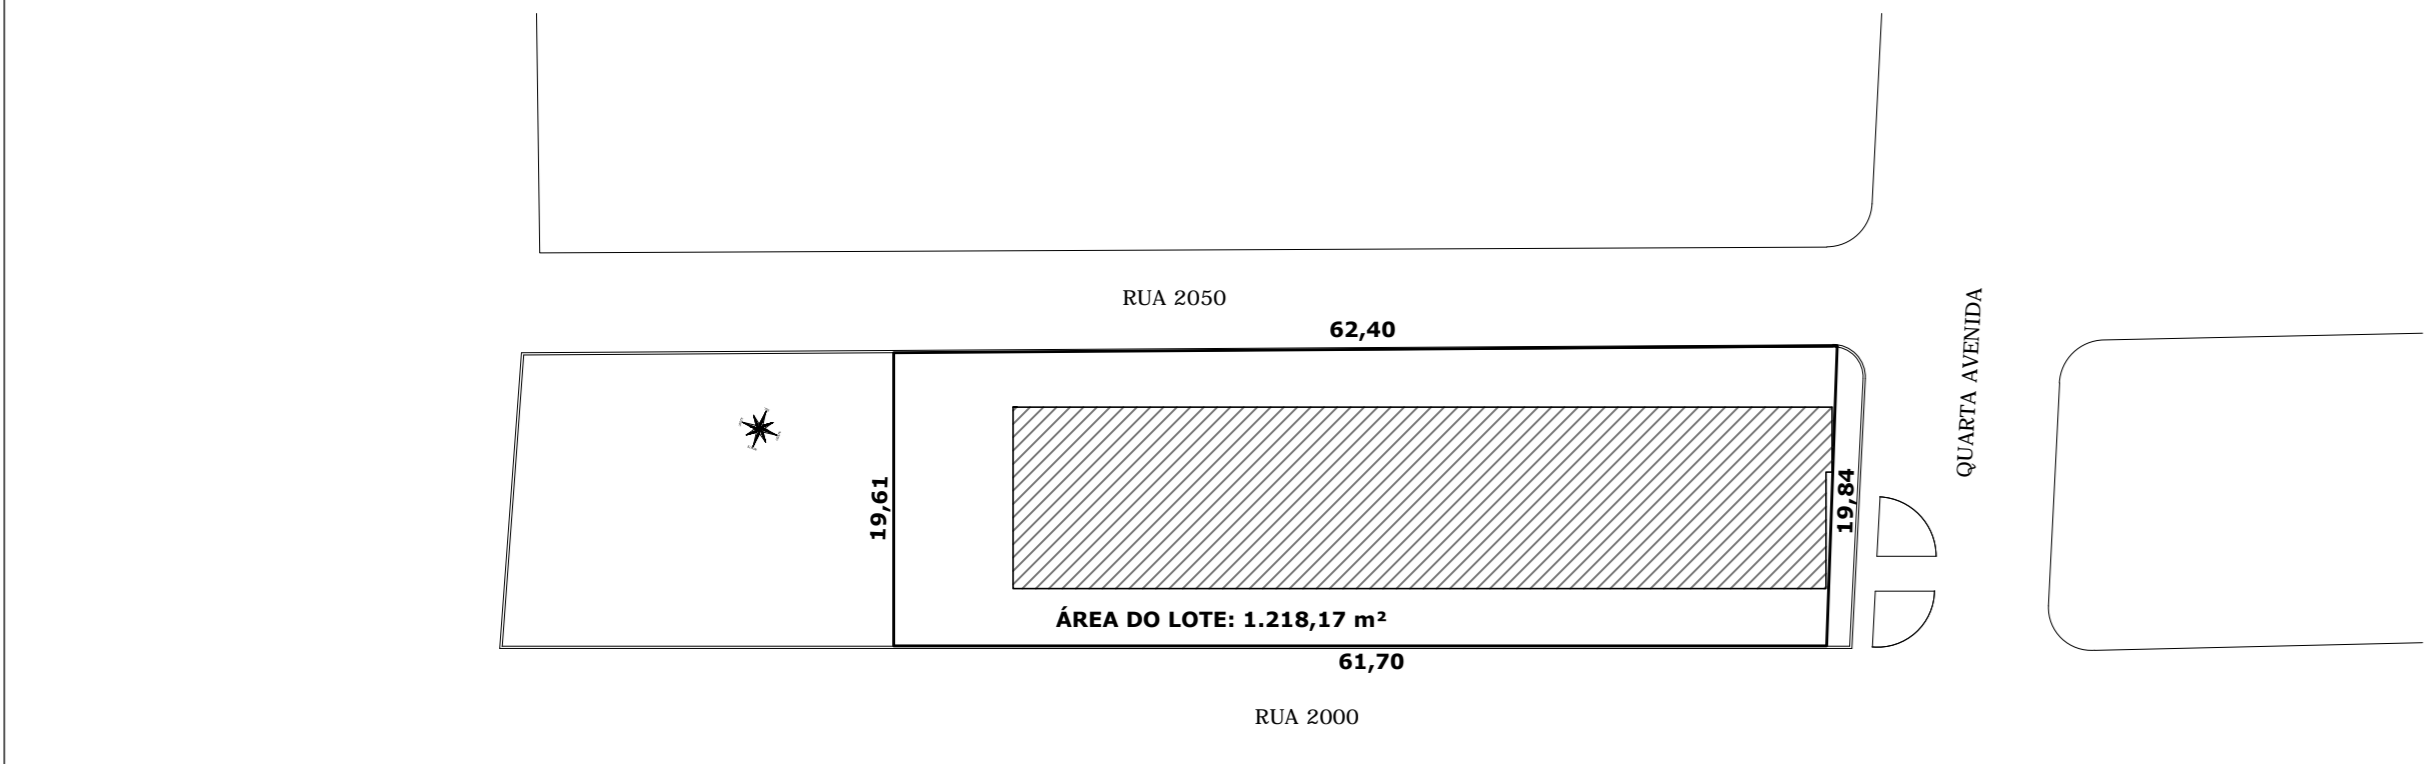 RUA 2050
62,40
QUARTA AVENIDA
19,61
19,84
ÁREA DO LOTE: 1.218,17 m²
61,70
RUA 2000